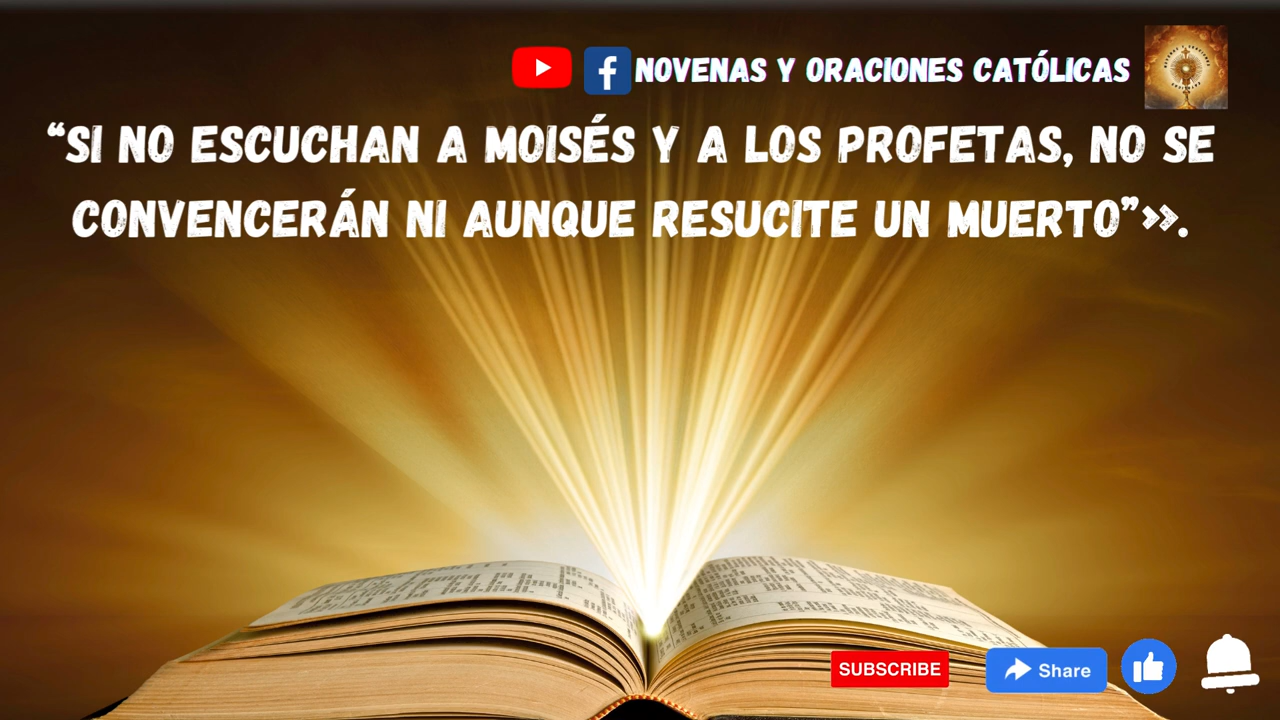 NOVENAS Y ORACIONES CATÓLICAS
“SI NO ESCUCHAN A MOISÉS Y A LOS PROFETAS, NO SE
CONVENCERÁN NI AUNQUE RESUCITE UN MUERTO”».
SUBSCRIBE
Share